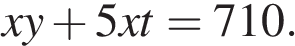 xy + 5xt = 710.